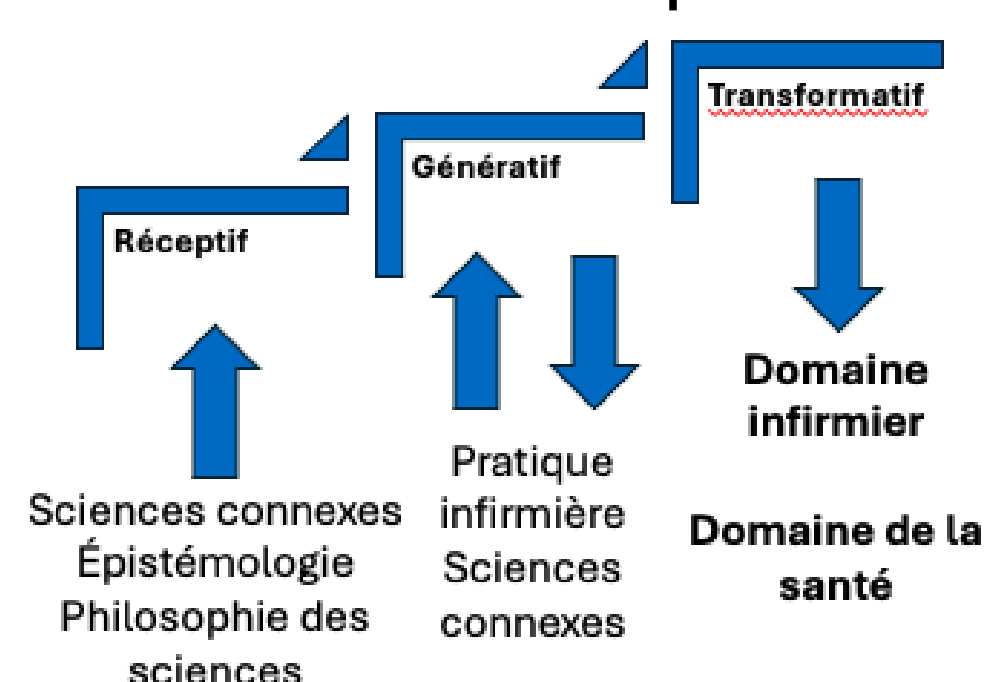 Transformatif
Génératif
Réceptif
Domaine
infirmier
Domaine de la
santé
Pratique
infirmière
Sciences
connexes
Sciences connexes
Épistémologie
Philosophie des
sciences